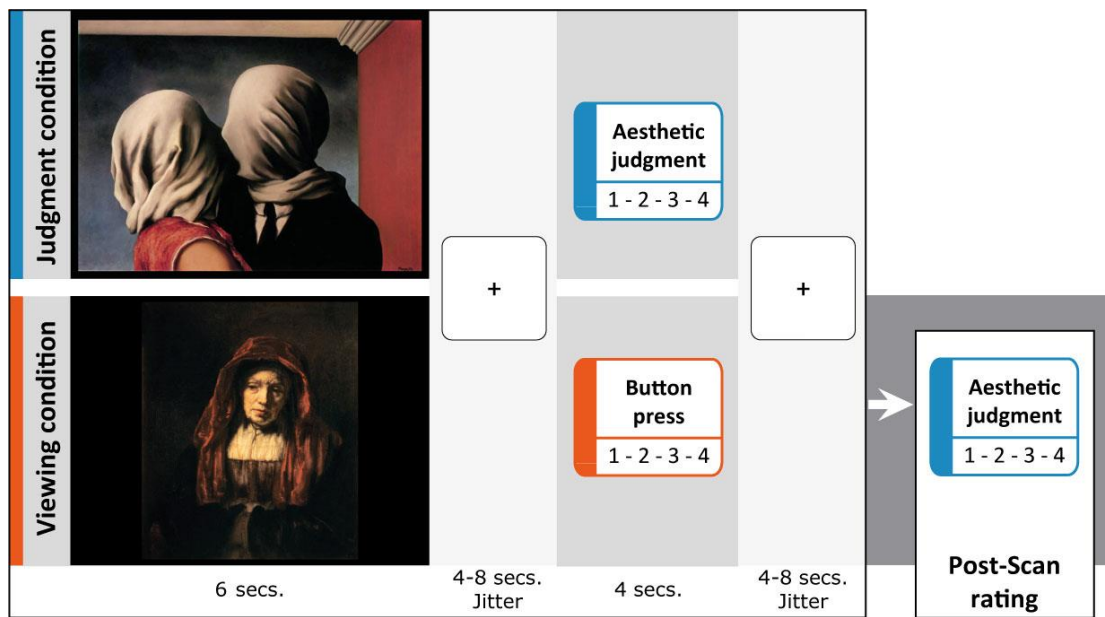 Judgment condition
Aesthetic
judgment
1 - 2 - 3 - 4
+
+
Viewing condition
Button
press
1 - 2 - 3 - 4
Aesthetic
judgment
1 - 2 - 3 - 4
Post-Scan
rating
6 secs.
4-8 secs.
Jitter
4 secs.
4-8 secs.
Jitter